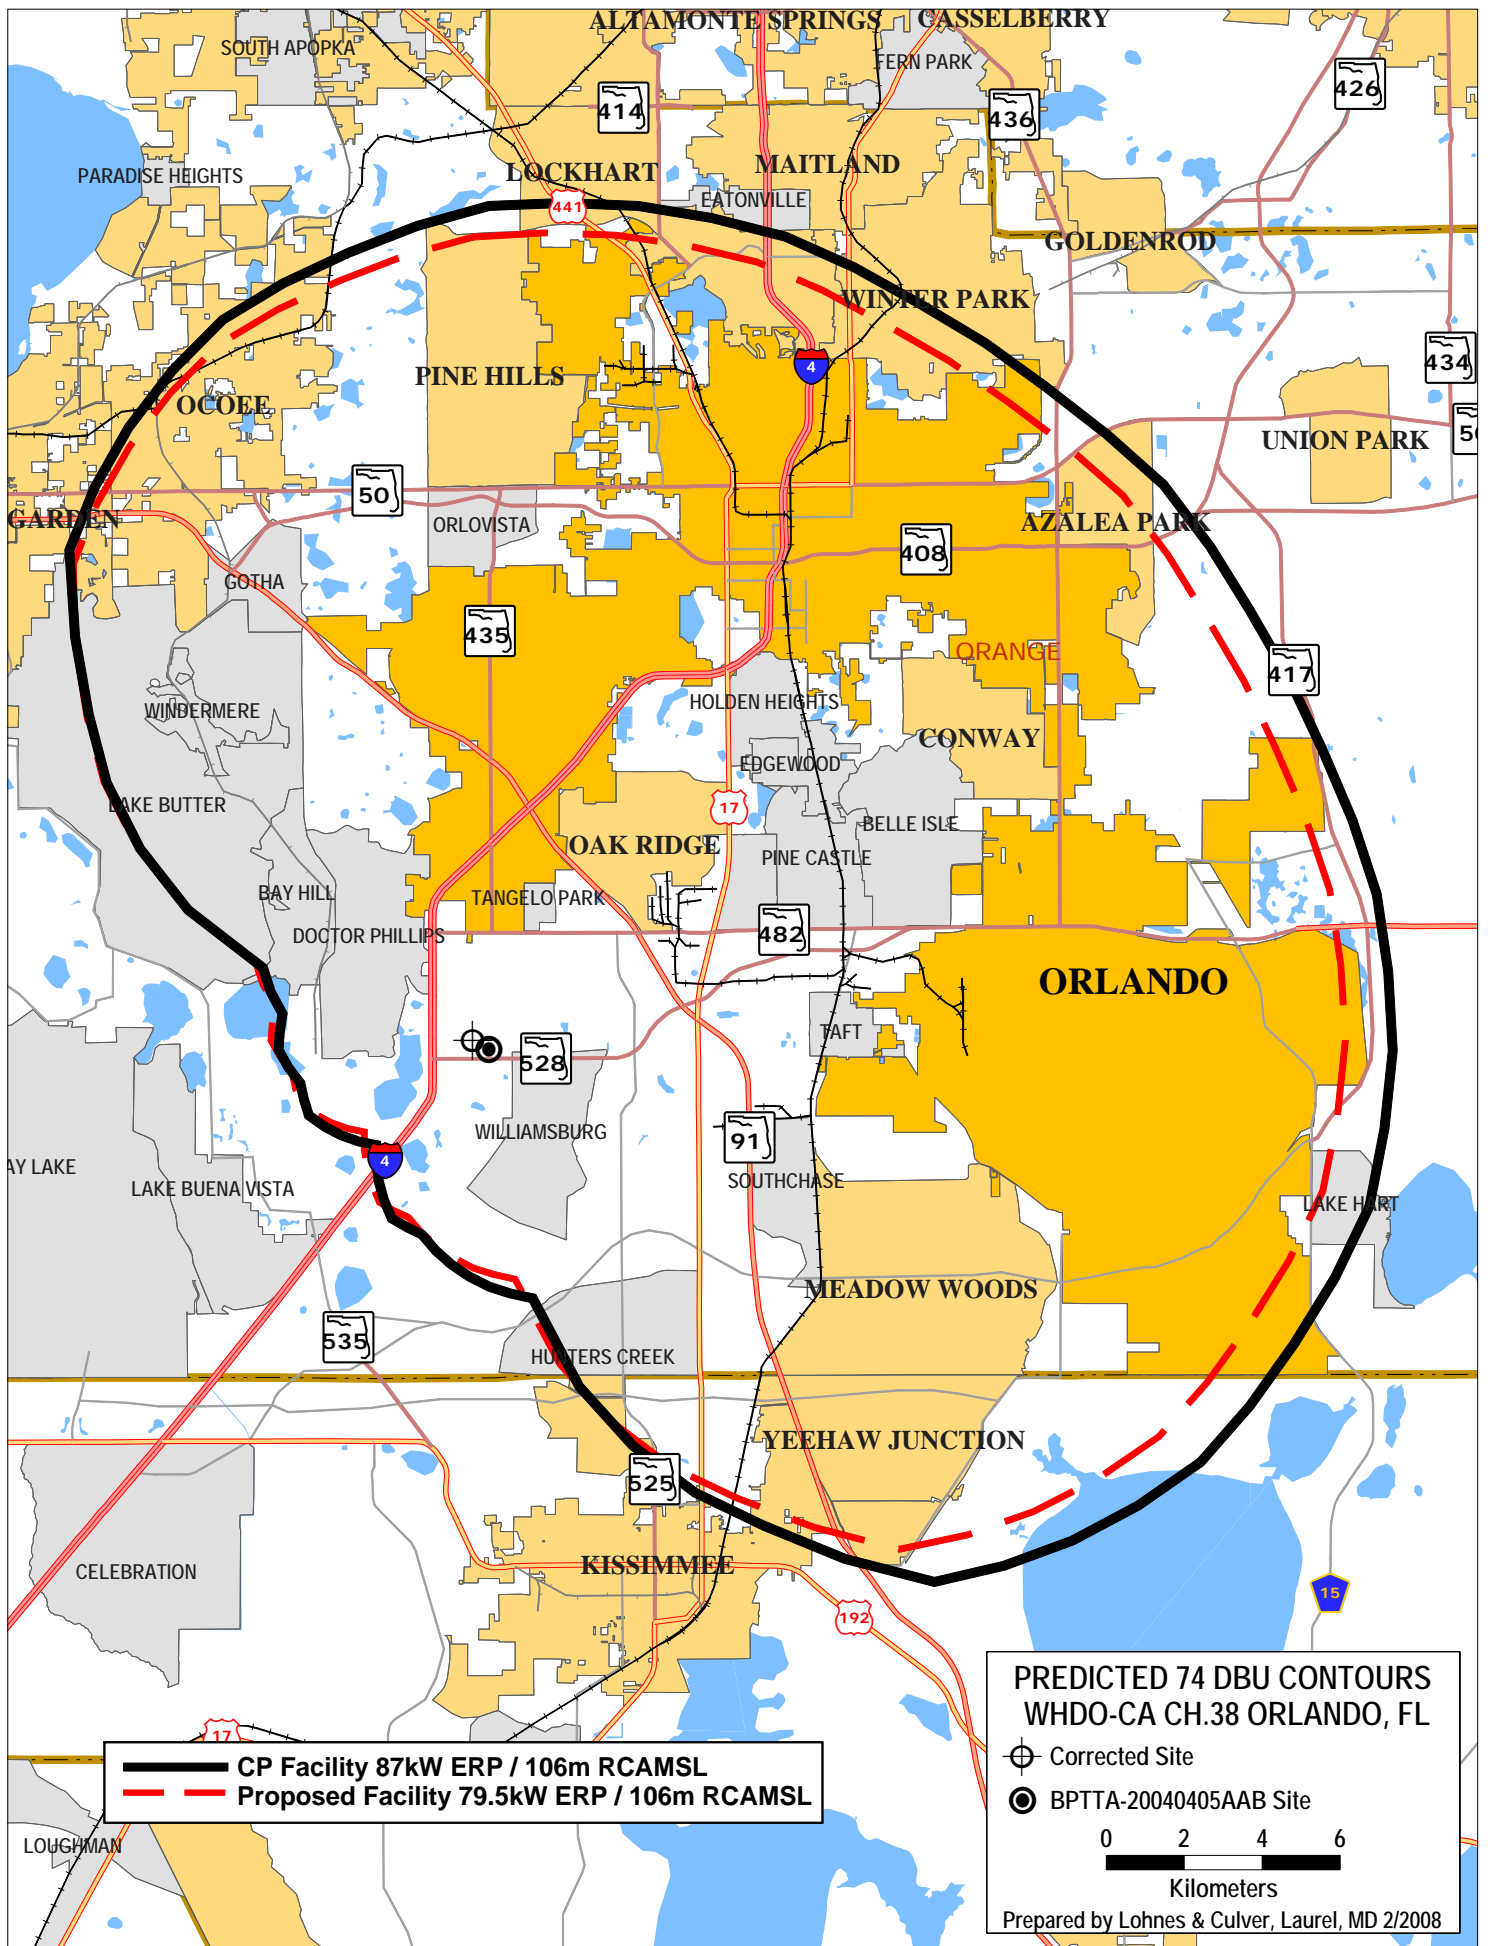 ALTAMONTE SPRINGS
CASSELBERRY
SOUTH APOPKA
FERN PARK
426
414
436
LOCKHART
MAITLAND
PARADISE HEIGHTS
EATONVILLE
441
GOLDENROD
WINTER PARK
434
4
PINE HILLS
OCOEE
UNION PARK
50
50
GARDEN
ORLOVISTA
AZALEA PARK
408
GOTHA
435
ORANGE
417
HOLDEN HEIGHTS
WINDERMERE
CONWAY
EDGEWOOD
LAKE BUTTER
17
BELLE ISLE
OAK RIDGE
PINE CASTLE
BAY HILL
TANGELO PARK
DOCTOR PHILLIPS
482
ORLANDO
TAFT
528
WILLIAMSBURG
91
4
AY LAKE
LAKE BUENA VISTA
SOUTHCHASE
LAKE HART
MEADOW WOODS
535
HUNTERS CREEK
YEEHAW JUNCTION
525
KISSIMMEE
CELEBRATION
15
192
17
LOUGHMAN
CP Facility 87kW ERP / 106m RCAMSL
Proposed Facility 79.5kW ERP / 106m RCAMSL
PREDICTED 74 DBU CONTOURS
WHDO-CA CH.38 ORLANDO, FL
Corrected Site
BPTTA-20040405AAB Site
0 2 4 6
Kilometers
Prepared by Lohnes & Culver, Laurel, MD 2/2008